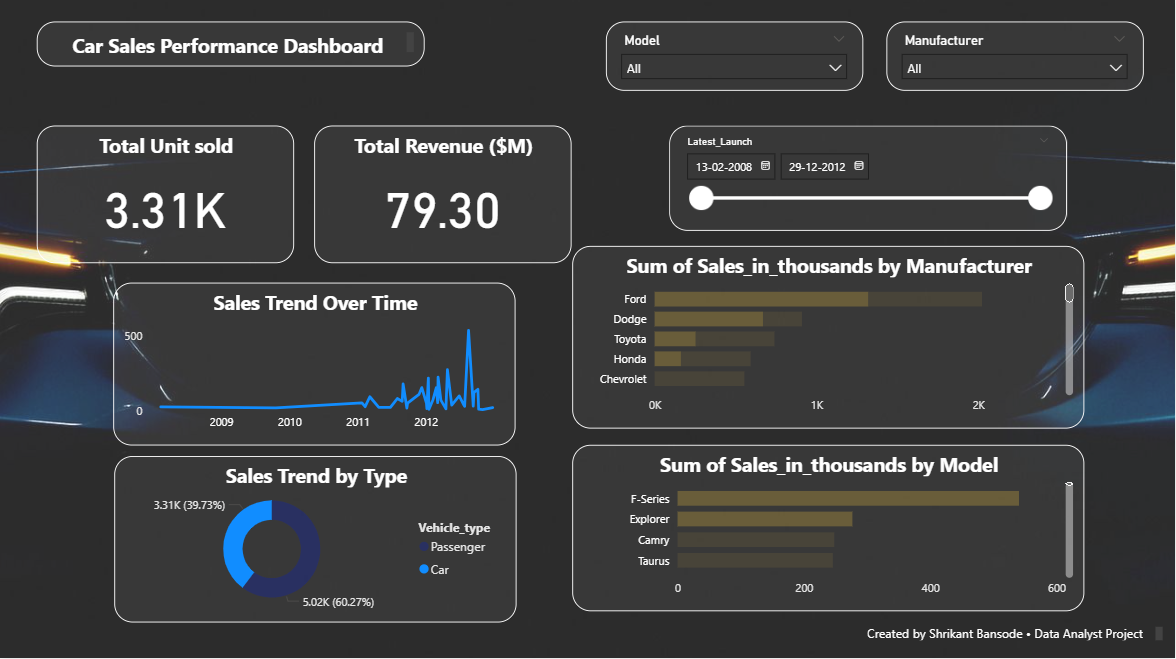 Car Sales Performance Dashboard
Model
All
Manufacturer
All
Total Unit sold
3.31K
Total Revenue ($M)
79.30
Latest_Launch
13-02-2008
29-12-2012
Sales Trend Over Time
500
0
2009
2010
2011
2012
Sum of Sales_in_thousands by Manufacturer
Ford
Dodge
Toyota
Honda
Chevrolet
0K
1K
2K
Sales Trend by Type
3.31K (39.73%)
5.02K (60.27%)
Vehicle_type
Passenger
Car
Sum of Sales_in_thousands by Model
F-Series
Explorer
Camry
Taurus
0
200
400
600
Created by Shrikant Bansode • Data Analyst Project